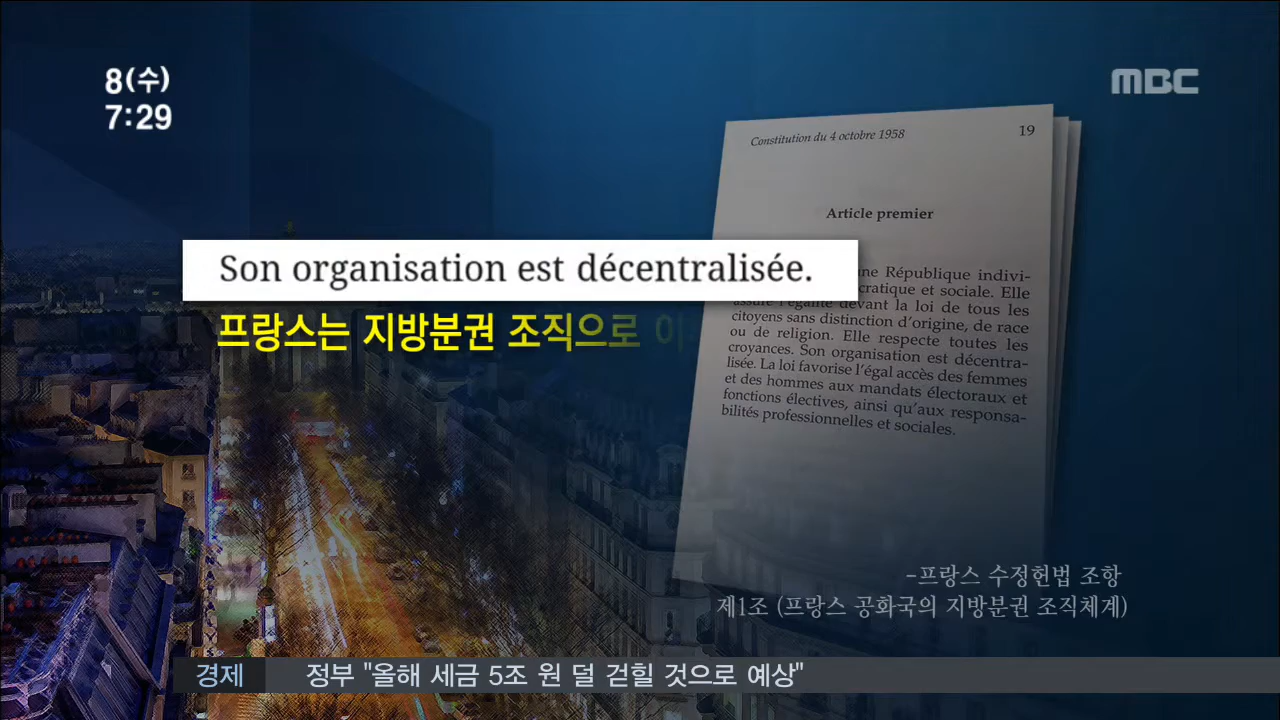 8(수)
7:29
MBC
Constitution du 4 octobre 1958
19
Article premier
Son organisation est décentralisée.
프랑스는 지방분권 조직으로
une République indivi-
cratique et sociale. Elle
assure l'égalité devant la loi de tous les
citoyens sans distinction d'origine, de race
ou de religion. Elle respecte toutes les
croyances. Son organisation est décentra-
lisée. La loi favorise l'égal accès des femmes
et des hommes aux mandats électoraux et
fonctions électives, ainsi qu'aux responsa-
bilités professionnelles et sociales.
-프랑스 수정헌법 조항
제1조 (프랑스 공화국의 지방분권 조직체계)
경제
정부 "올해 세금 5조 원 덜 걷힐 것으로 예상"